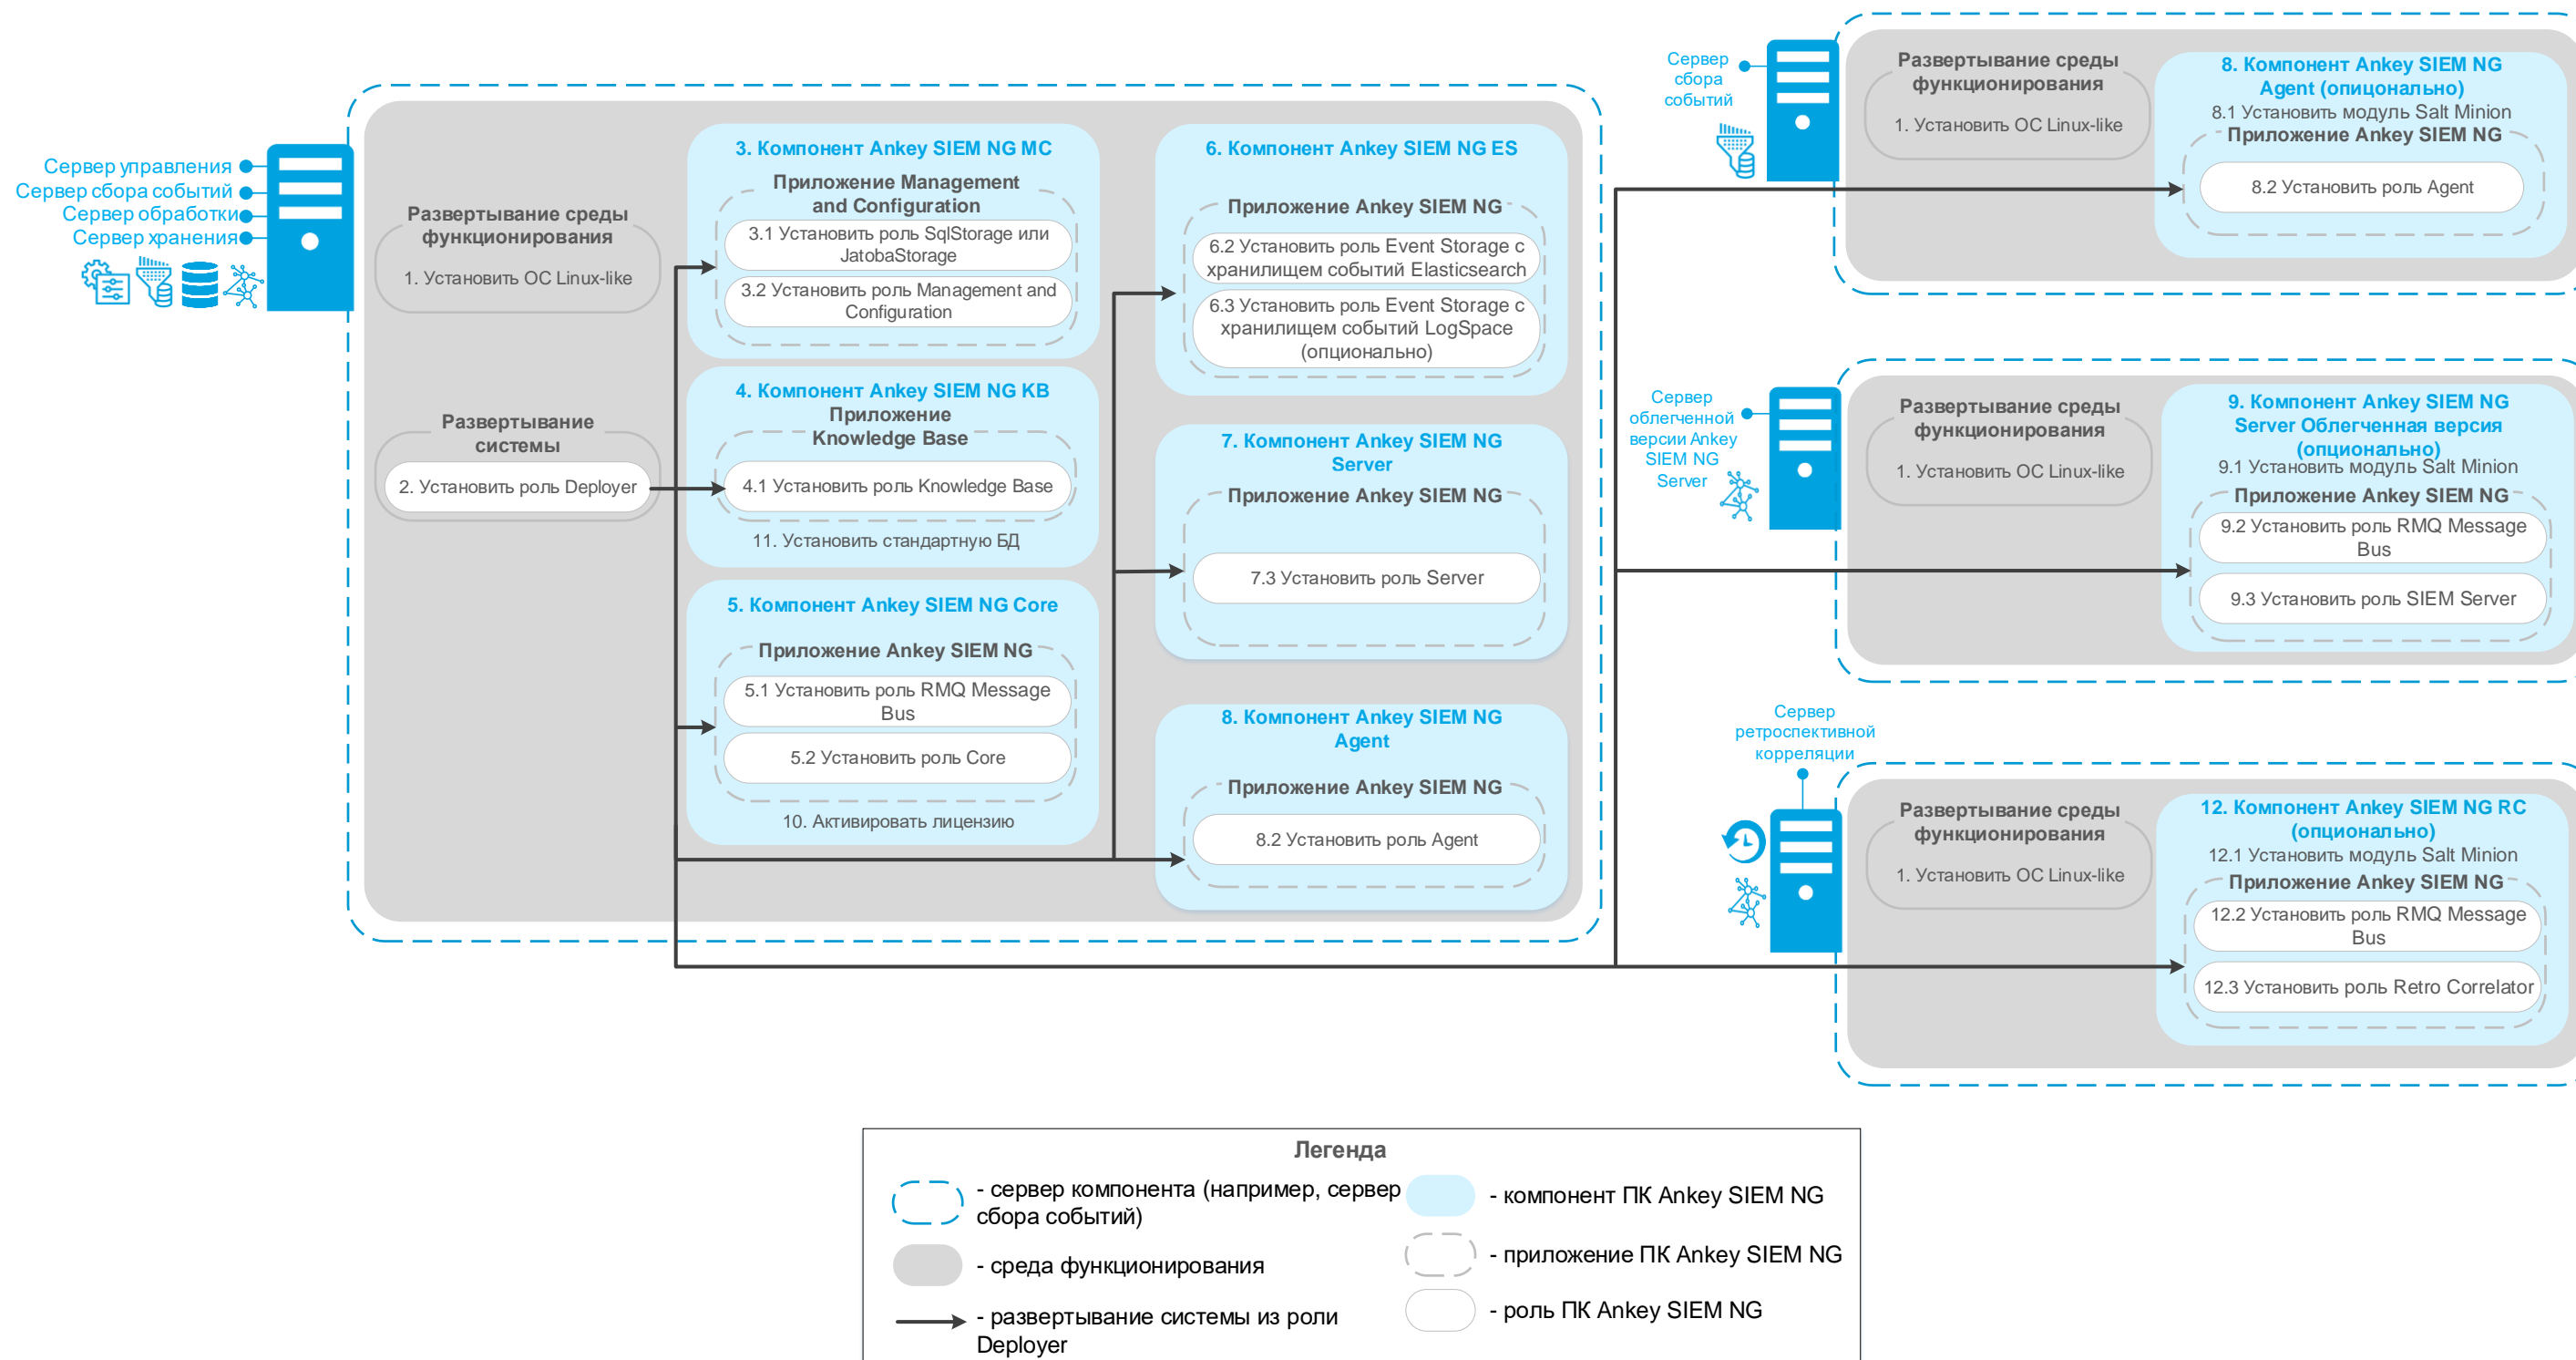 Сервер управления
Сервер сбора событий
Сервер обработки
Сервер хранения
Развертывание среды
функционирования
1. Установить ОС Linux-like
Развертывание
системы
2. Установить роль Deployer
3. Компонент Ankey SIEM NG MC
Приложение Management
and Configuration
3.1 Установить роль SqlStorage или
JatobaStorage
3.2 Установить роль Management and
Configuration
4. Компонент Ankey SIEM NG KB
Приложение
Knowledge Base
4.1 Установить роль Knowledge Base
11. Установить стандартную БД
5. Компонент Ankey SIEM NG Core
Приложение Ankey SIEM NG
5.1 Установить роль RMQ Message
Bus
5.2 Установить роль Core
10. Активировать лицензию
6. Компонент Ankey SIEM NG ES
Приложение Ankey SIEM NG
6.2 Установить роль Event Storage с
хранилищем событий Elasticsearch
6.3 Установить роль Event Storage с
хранилищем событий LogSpace
(опционально)
7. Компонент Ankey SIEM NG
Server
Приложение Ankey SIEM NG
7.3 Установить роль Server
8. Компонент Ankey SIEM NG
Agent
Приложение Ankey SIEM NG
8.2 Установить роль Agent
Сервер
сбора
событий
Развертывание среды
функционирования
1. Установить ОС Linux-like
8. Компонент Ankey SIEM NG
Agent (опиционально)
8.1 Установить модуль Salt Minion
Приложение Ankey SIEM NG
8.2 Установить роль Agent
Сервер
облегченной
версии Ankey
SIEM NG
Server
Развертывание среды
функционирования
1. Установить ОС Linux-like
9. Компонент Ankey SIEM NG
Server Облегченная версия
(опционально)
9.1 Установить модуль Salt Minion
Приложение Ankey SIEM NG
9.2 Установить роль RMQ Message
Bus
9.3 Установить роль SIEM Server
Сервер
ретроспективной
корреляции
Развертывание среды
функционирования
1. Установить ОС Linux-like
12. Компонент Ankey SIEM NG RC
(опционально)
12.1 Установить модуль Salt Minion
Приложение Ankey SIEM NG
12.2 Установить роль RMQ Message
Bus
12.3 Установить роль Retro Correlator
Легенда
- сервер компонента (например, сервер
сбора событий)
- среда функционирования
- развертывание системы из роли
Deployer
- компонент ПК Ankey SIEM NG
- приложение ПК Ankey SIEM NG
- роль ПК Ankey SIEM NG